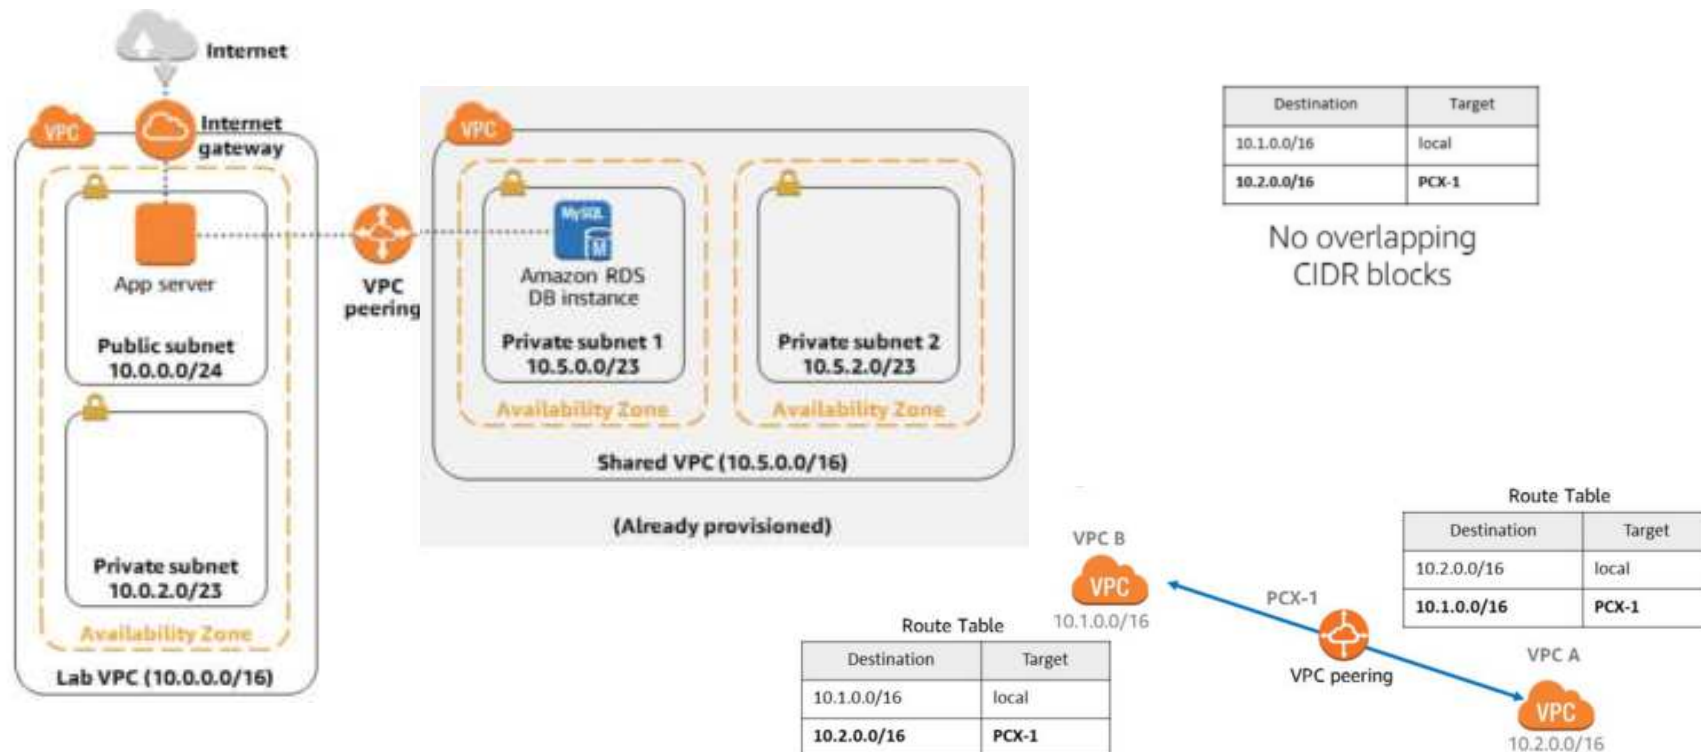 Internet
VPC
Internet
gateway
App server
Public subnet
10.0.0.0/24
Private subnet
10.0.2.0/23
Availability Zone
Lab VPC (10.0.0.0/16)
VPC
peering
VPC
MySQL
M
Amazon RDS
DB instance
Private subnet 1
10.5.0.0/23
Availability Zone
Private subnet 2
10.5.2.0/23
Availability Zone
Shared VPC (10.5.0.0/16)
(Already provisioned)
Destination Target
10.1.0.0/16 local
10.2.0.0/16 PCX-1
No overlapping
CIDR blocks
Route Table
Destination Target
10.2.0.0/16 local
10.1.0.0/16 PCX-1
VPC B
VPC
10.1.0.0/16
PCX-1
VPC peering
VPC A
VPC
10.2.0.0/16
Route Table
Destination Target
10.1.0.0/16 local
10.2.0.0/16 PCX-1